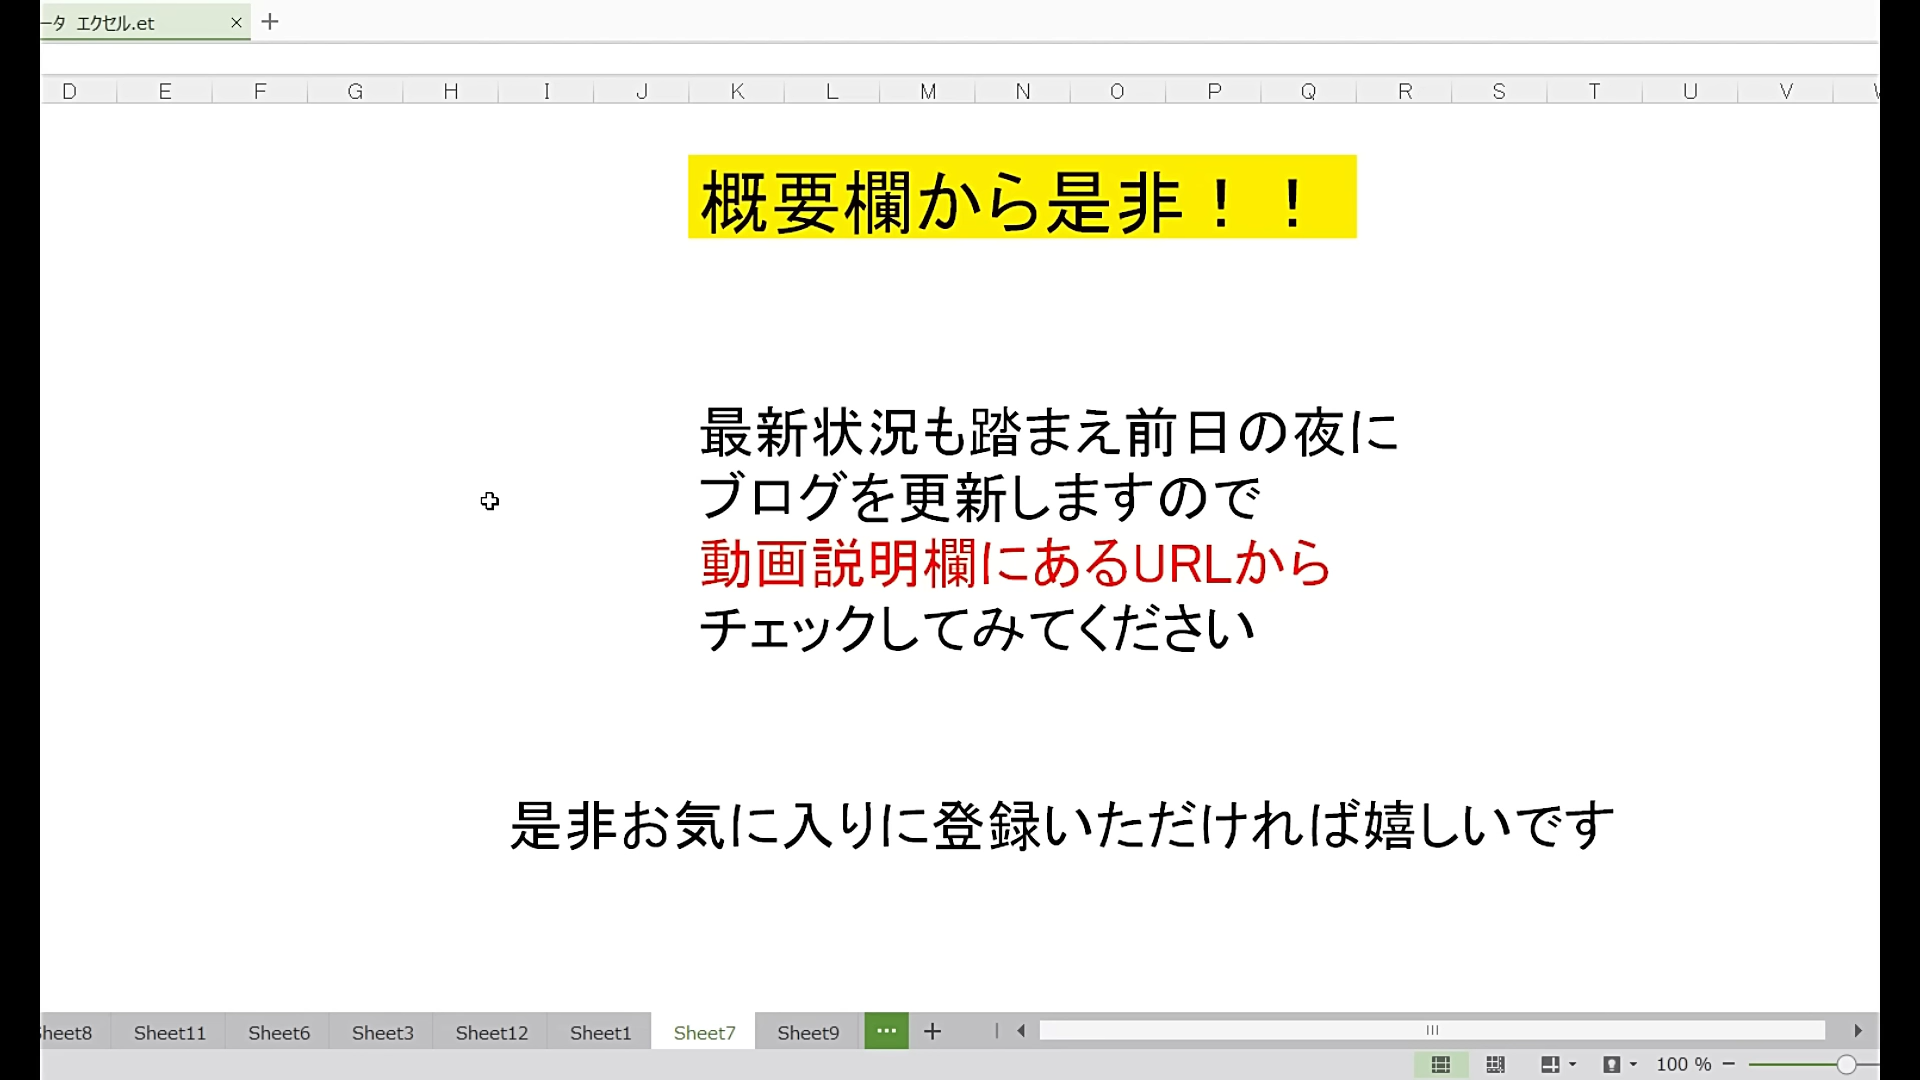 ータ エクセル.et × +
D E F G H I J K L M N O P Q R S T U V
概要欄から是非！！
最新状況も踏まえ前日の夜に
ブログを更新しますので
動画説明欄にあるURLから
チェックしてみてください
是非お気に入りに登録いただければ嬉しいです
heet8 Sheet11 Sheet6 Sheet3 Sheet12 Sheet1 Sheet7 Sheet9 ••• +
100 %